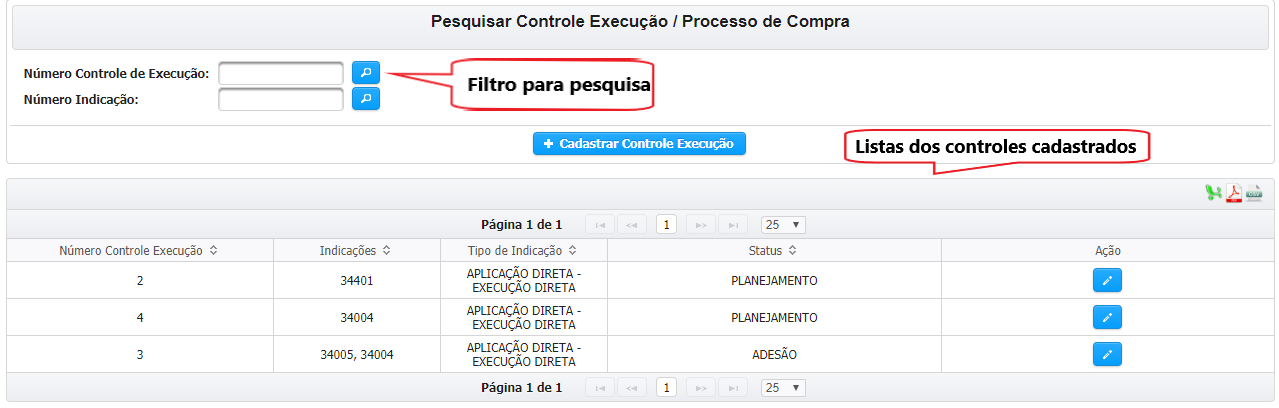 Pesquisar Controle Execução / Processo de Compra
Número Controle de Execução:
Filtro para pesquisa
Número Indicação:
+ Cadastrar Controle Execução
Listas dos controles cadastrados
CSV
Página 1 de 1 1 25
Número Controle Execução Indicações Tipo de Indicação Status Ação
2 34401 APLICAÇÃO DIRETA - PLANEJAMENTO
EXECUÇÃO DIRETA
4 34004 APLICAÇÃO DIRETA - PLANEJAMENTO
EXECUÇÃO DIRETA
3 34005, 34004 APLICAÇÃO DIRETA - ADESÃO
EXECUÇÃO DIRETA
Página 1 de 1 1 25